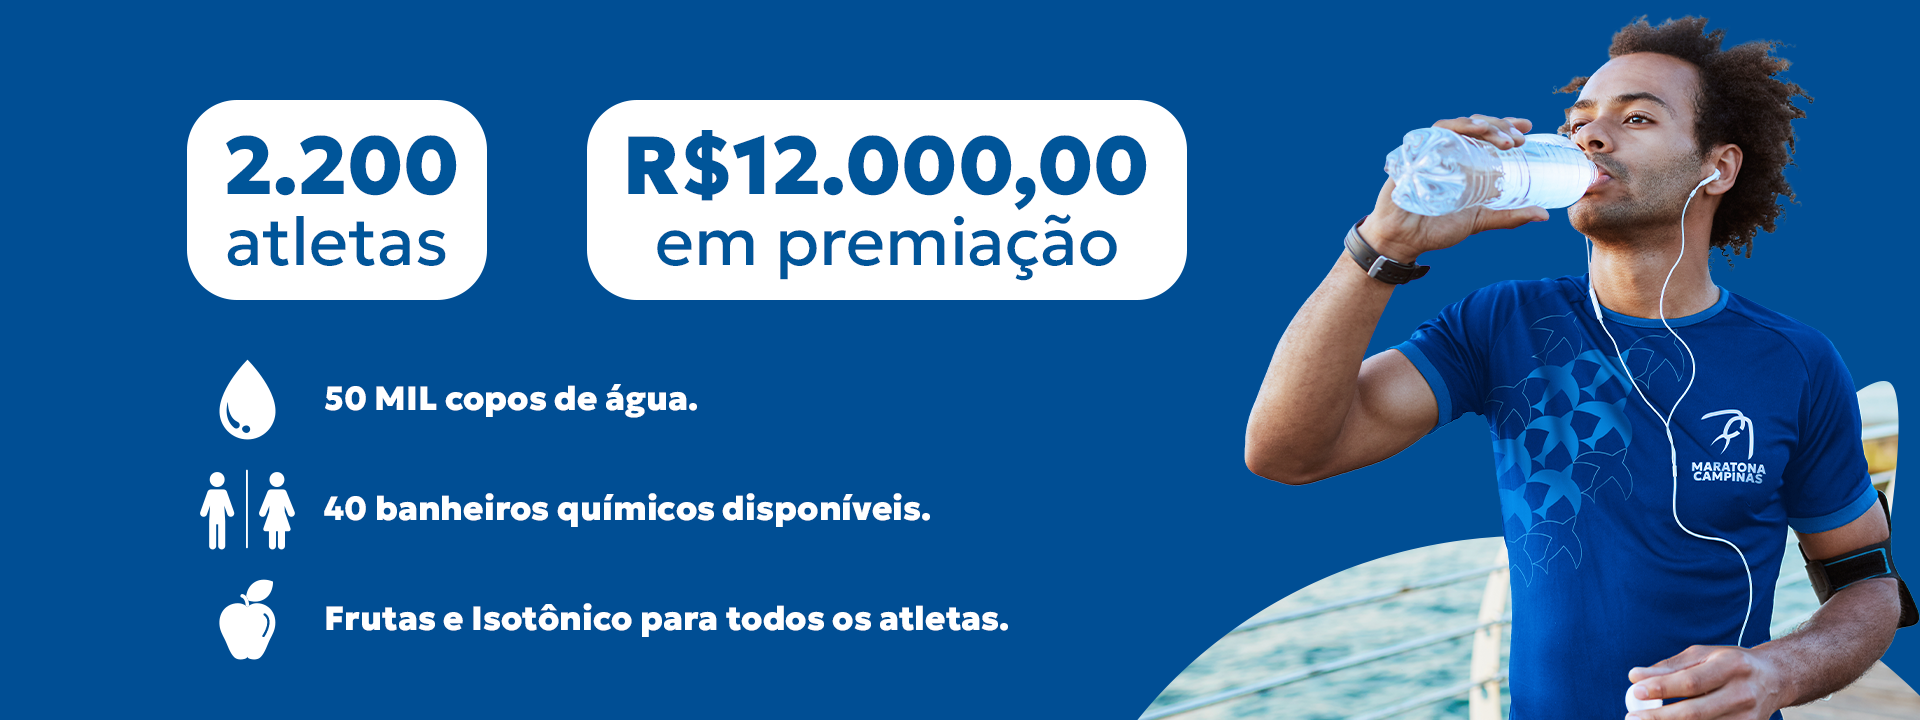 2.200
atletas
R$12.000,00
em premiação
50 MIL copos de água.
40 banheiros químicos disponíveis.
Frutas e Isotônico para todos os atletas.
MARATONA
CAMPINAS